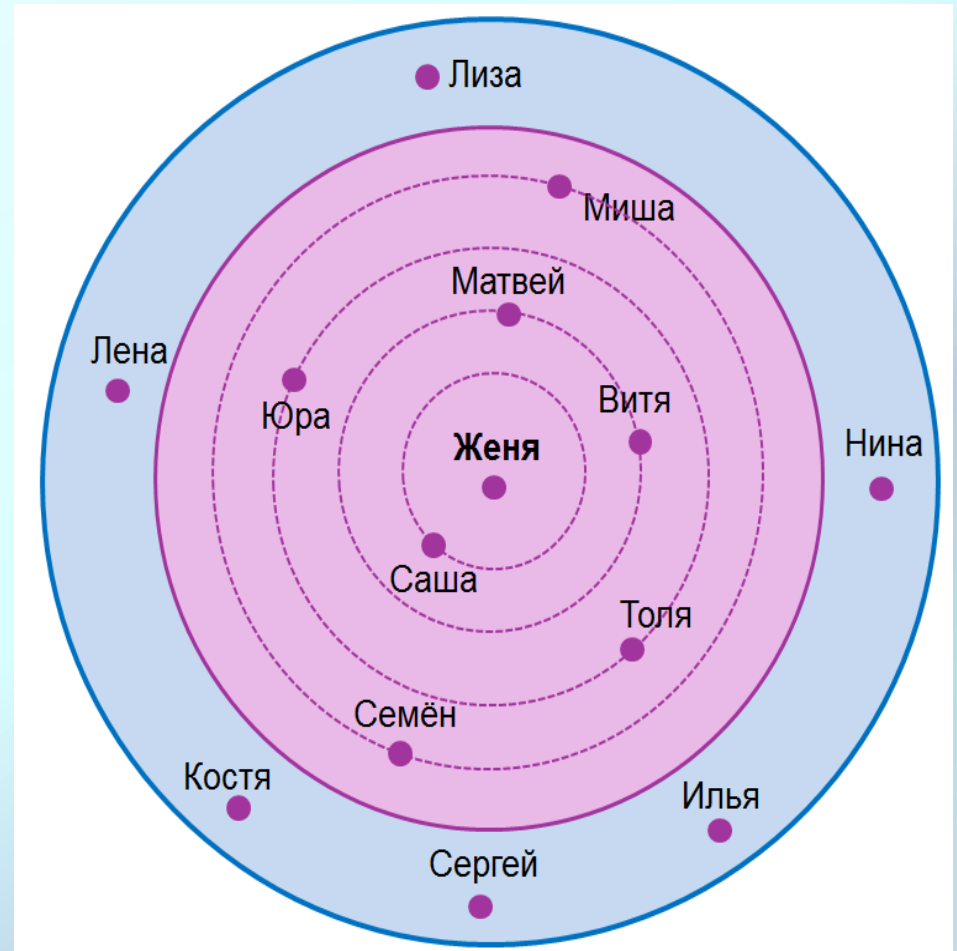 Лиза
Миша
Матвей
Лена
Юра
Витя
Женя
Нина
Саша
Толя
Семён
Костя
Илья
Сергей